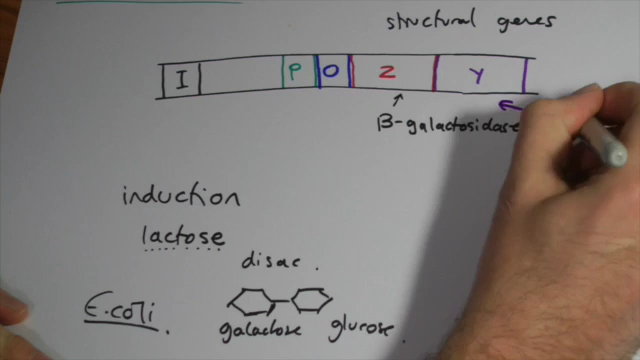 structural genes
I P O Z Y
β-galactosidase
induction
lactose
disac.
E.coli.
galactose glucose.